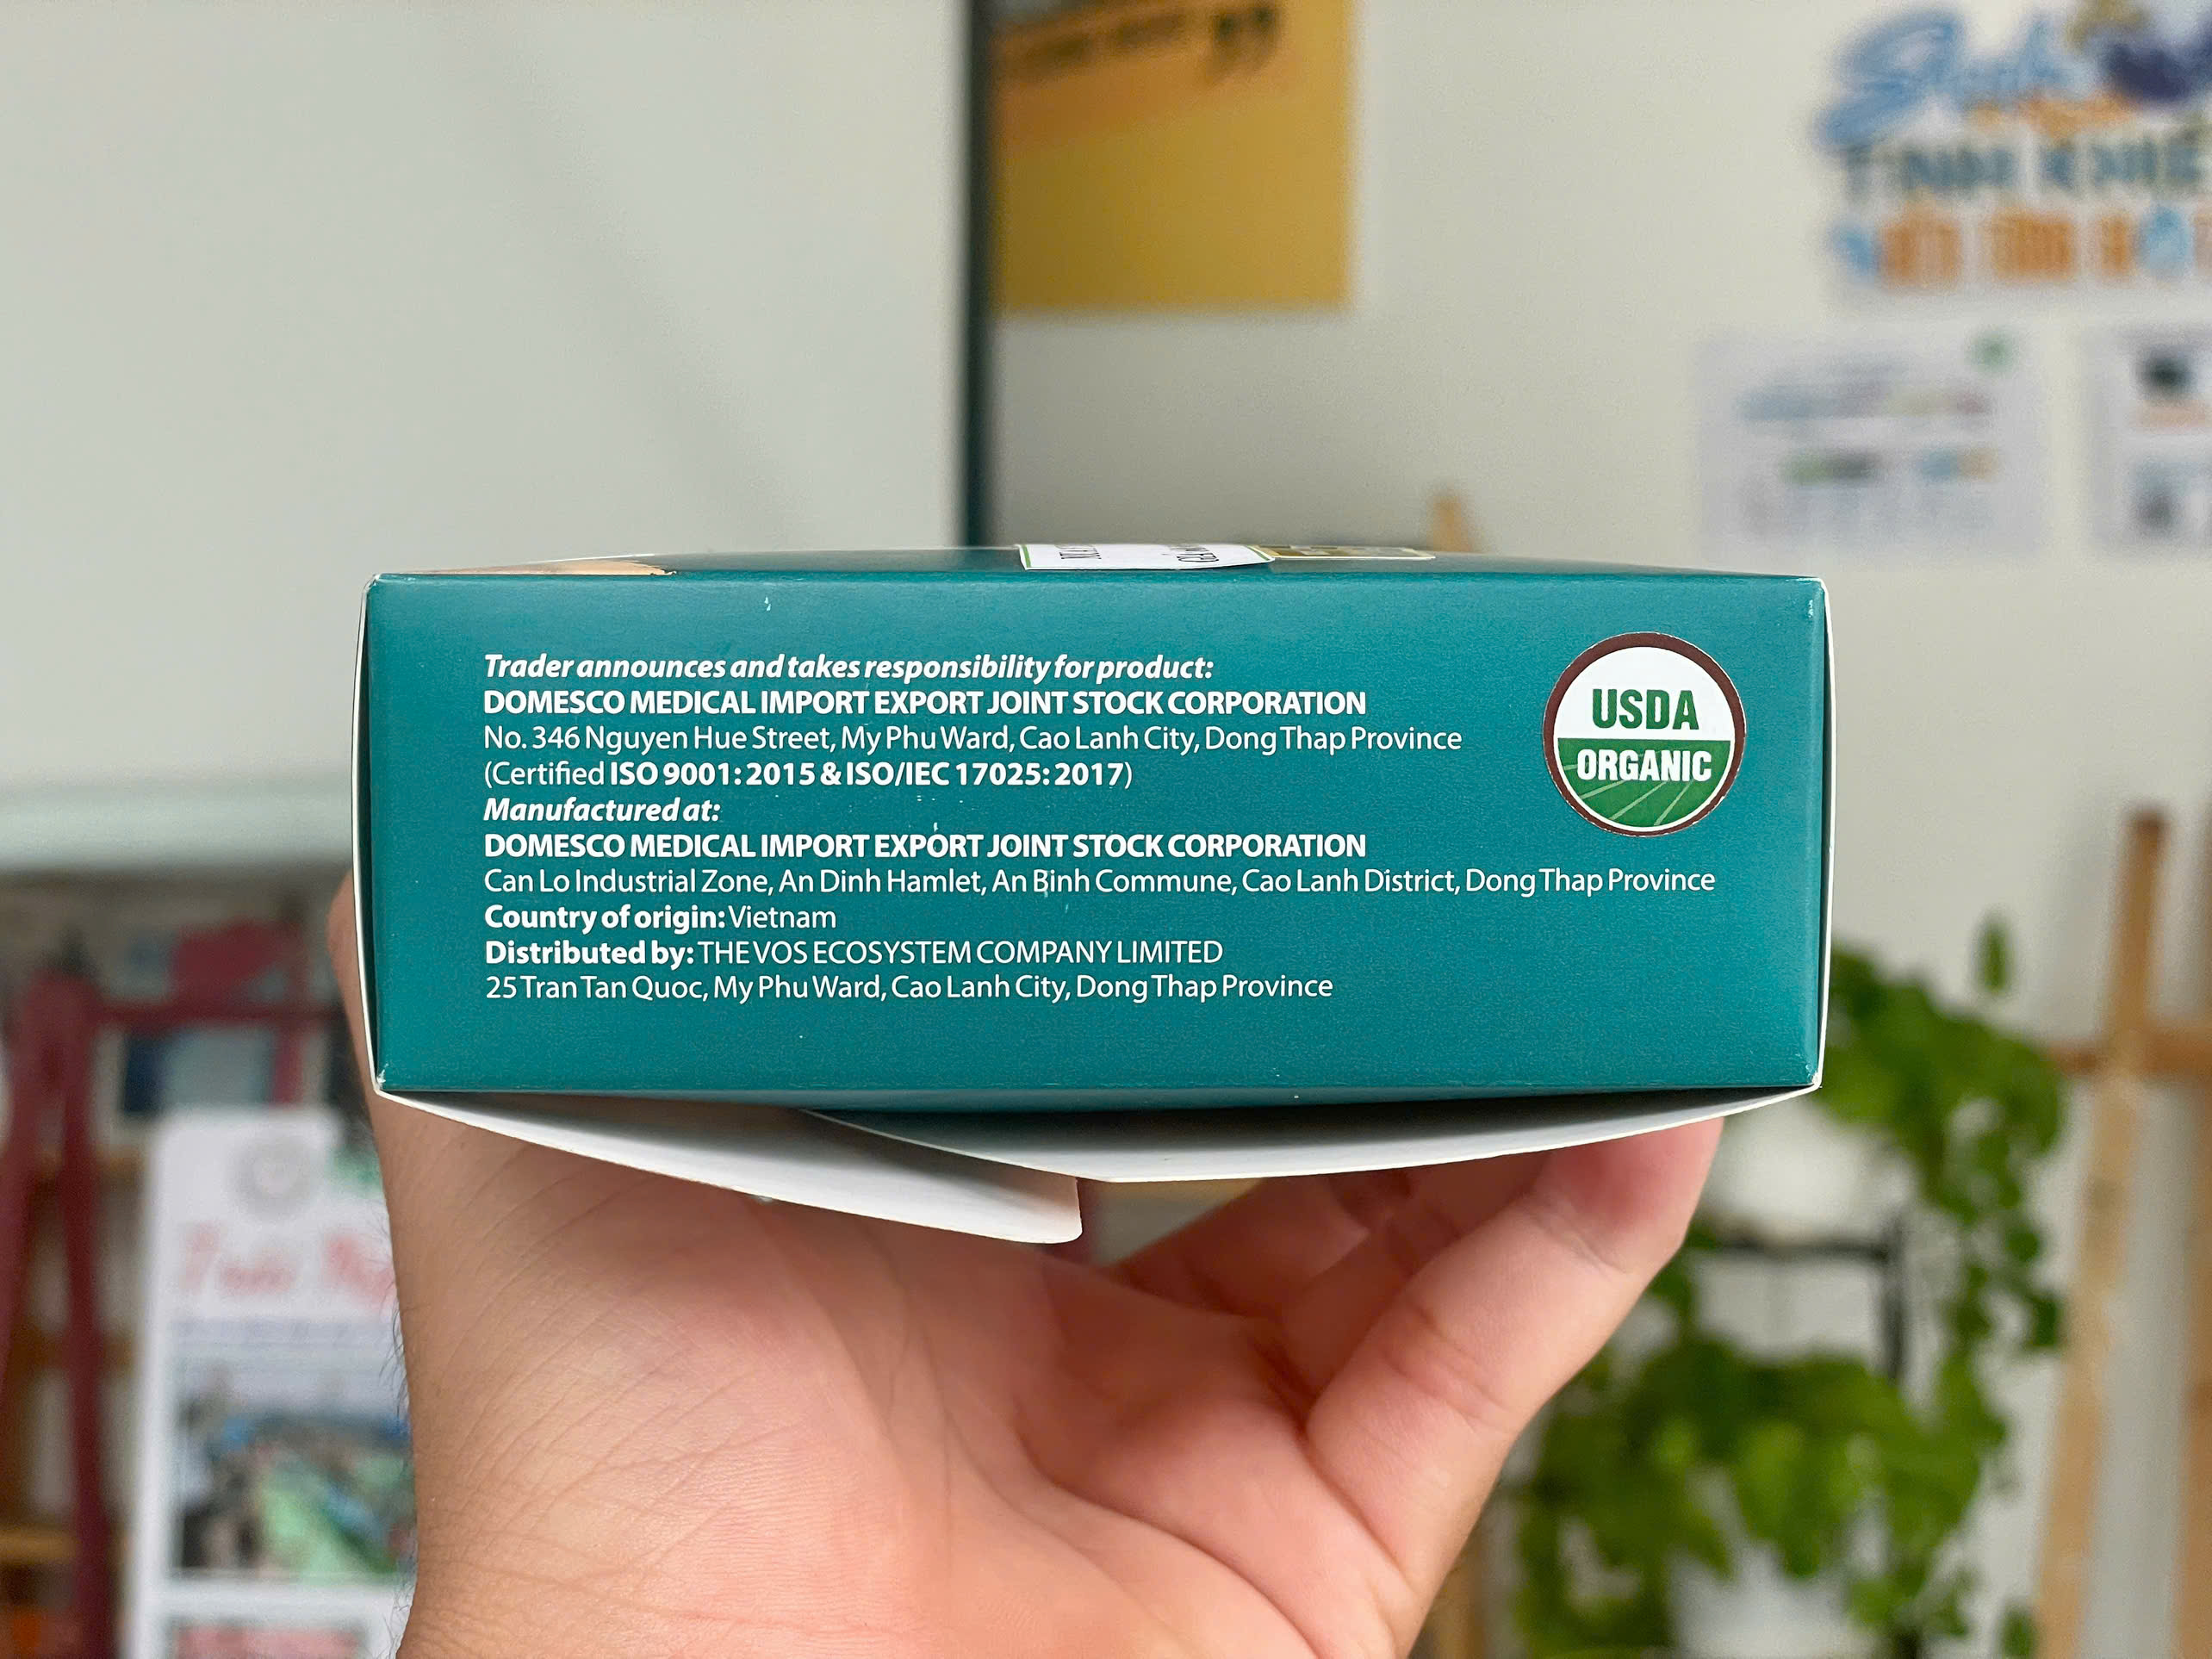 Trader announces and takes responsibility for product:
DOMESCO MEDICAL IMPORT EXPORT JOINT STOCK CORPORATION
No. 346 Nguyen Hue Street, My Phu Ward, Cao Lanh City, Dong Thap Province
(Certified ISO 9001: 2015 & ISO/IEC 17025: 2017)
Manufactured at:
DOMESCO MEDICAL IMPORT EXPORT JOINT STOCK CORPORATION
Can Lo Industrial Zone, An Dinh Hamlet, An Binh Commune, Cao Lanh District, Dong Thap Province
Country of origin: Vietnam
Distributed by: THE VOS ECOSYSTEM COMPANY LIMITED
25 Tran Tan Quoc, My Phu Ward, Cao Lanh City, Dong Thap Province
USDA
ORGANIC